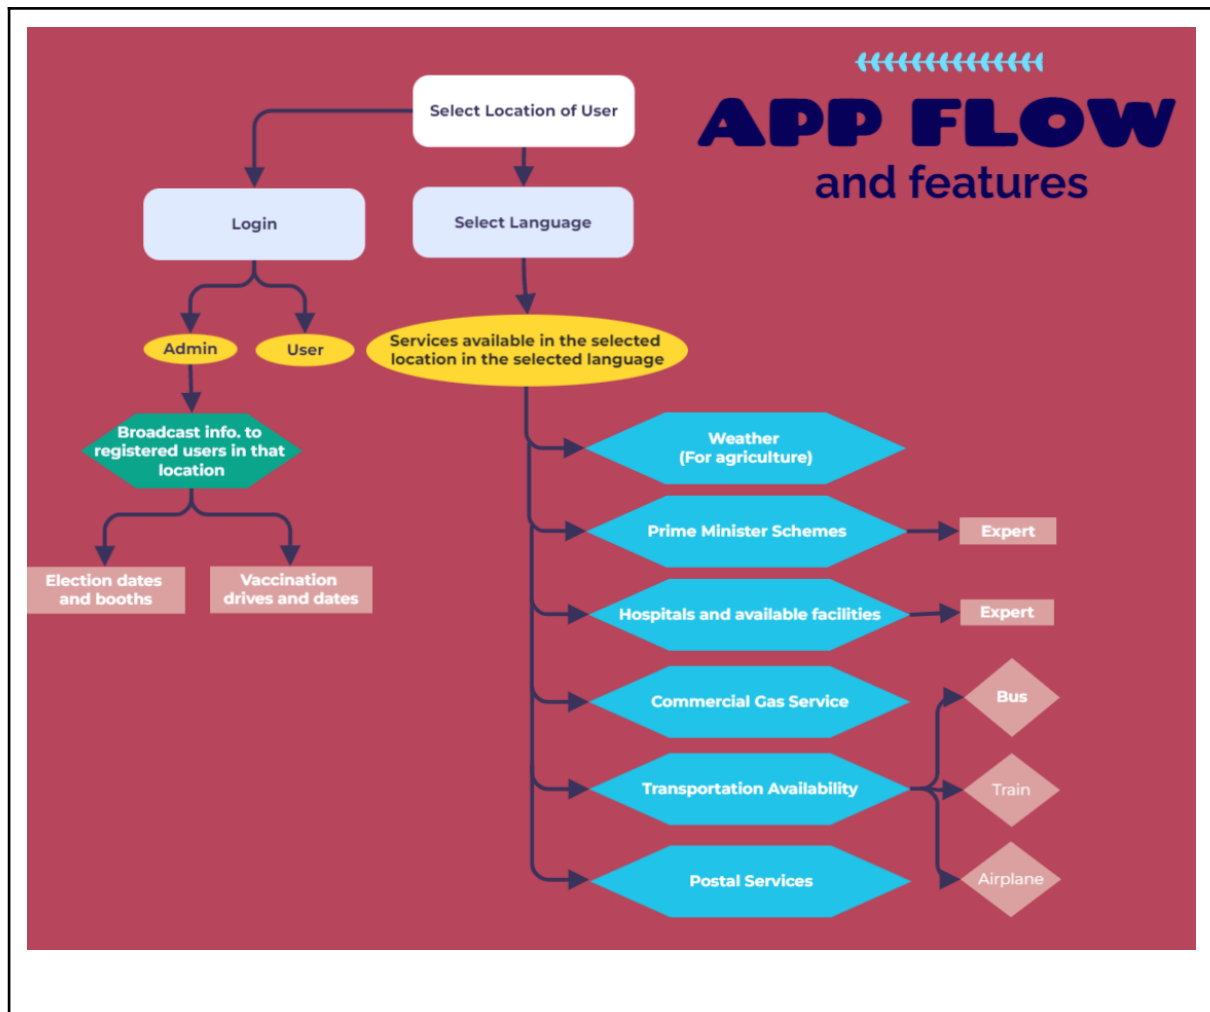 APP FLOW
and features
Select Location of User
Login
Select Language
Admin
User
Services available in the selected
location in the selected language
Broadcast info. to
registered users in that
location
Election dates
and booths
Vaccination
drives and dates
Weather
(For agriculture)
Prime Minister Schemes
Expert
Hospitals and available facilities
Expert
Commercial Gas Service
Transportation Availability
Bus
Train
Airplane
Postal Services